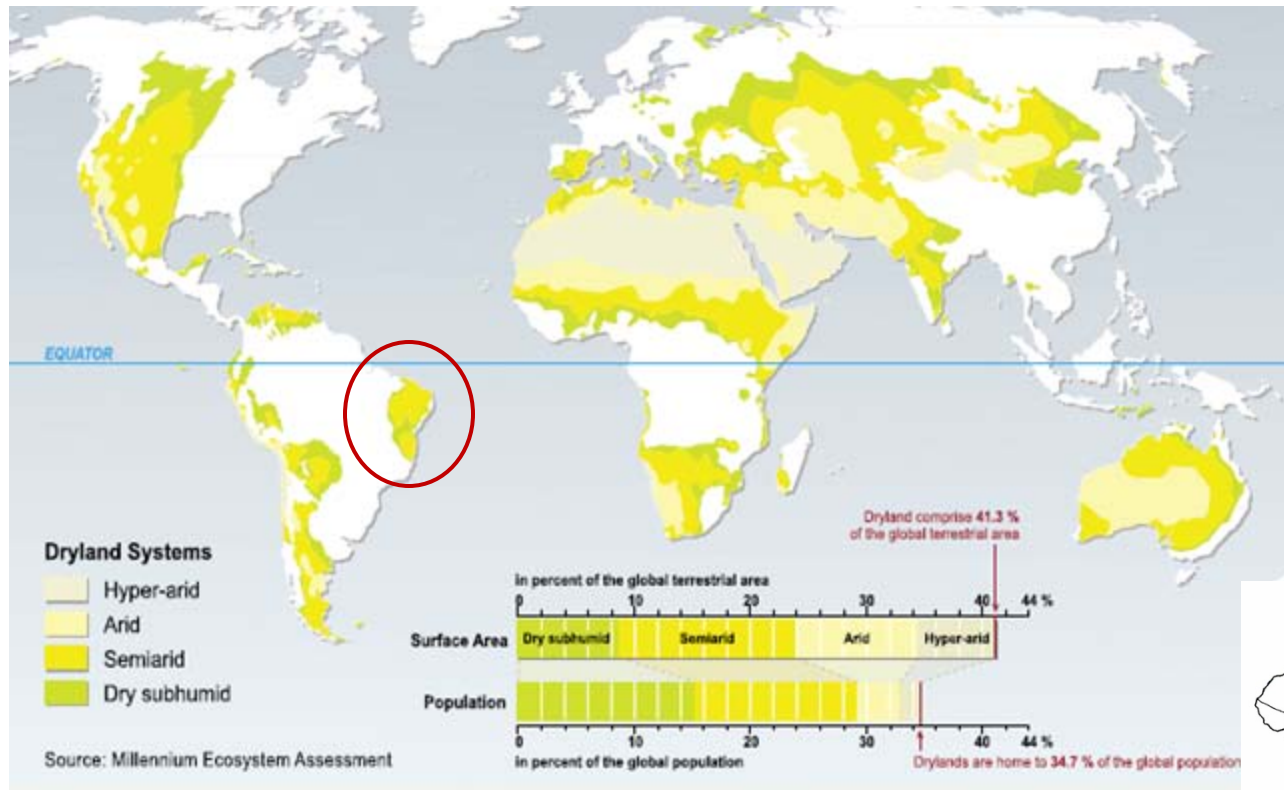 EQUATOR
Dryland Systems
Hyper-arid
Arid
Semiarid
Dry subhumid
Source: Millennium Ecosystem Assessment
Dryland comprise 41.3 %
of the global terrestrial area
in percent of the global terrestrial area
0 10 20 30 40 44 %
Surface Area Dry subhumid Semiarid Arid Hyper-arid
Population
0 10 20 30 40 44 %
in percent of the global population
Drylands are home to 34.7 % of the global population